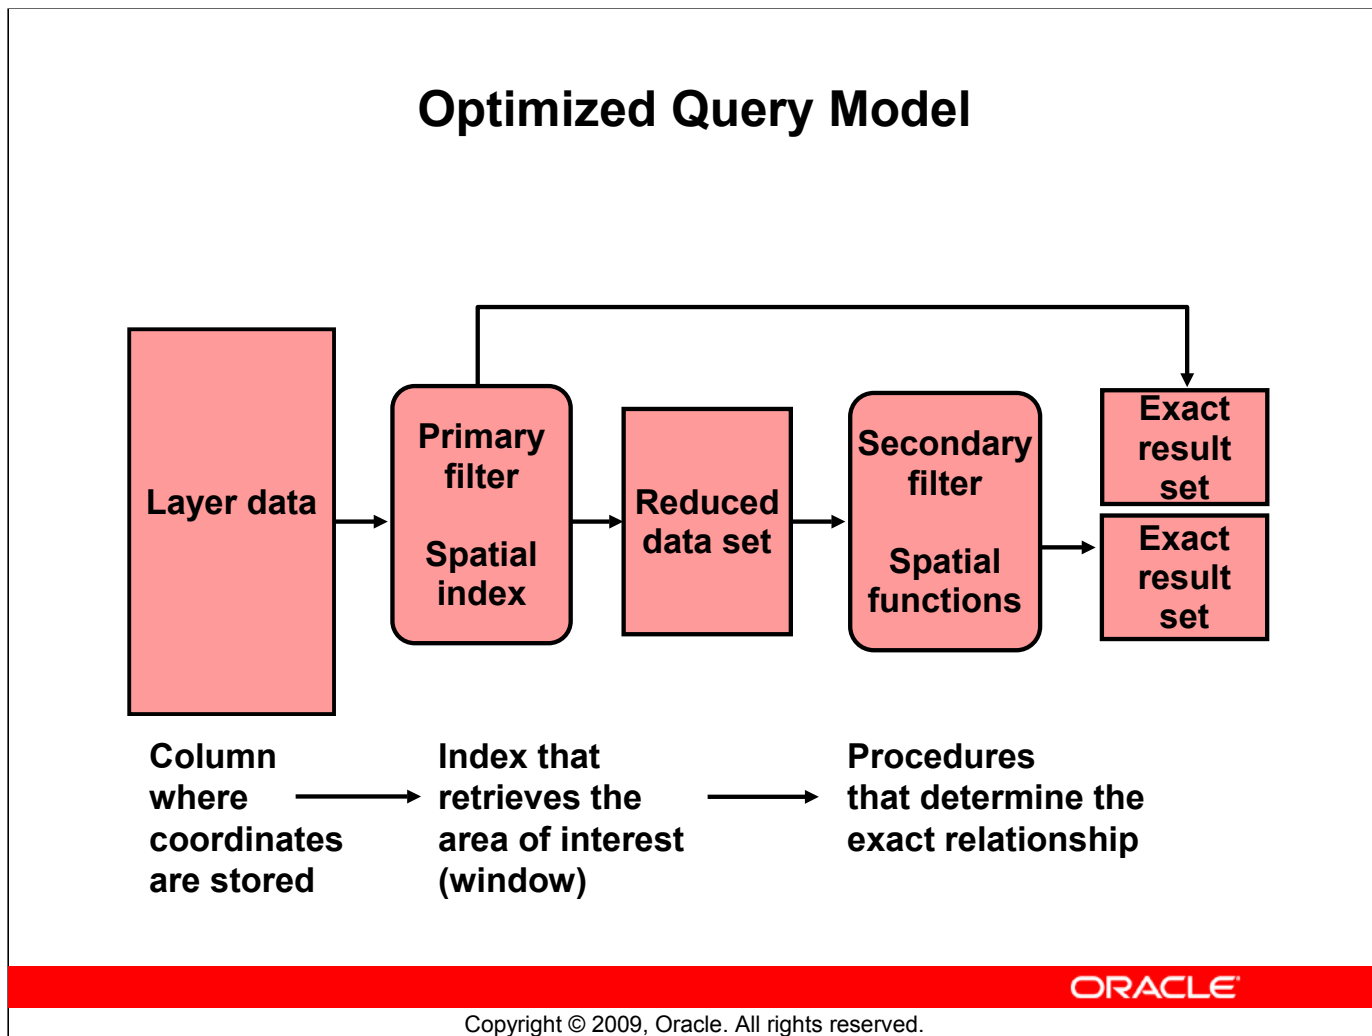 Optimized Query Model
Layer data
Primary
filter
Spatial
index
Reduced
data set
Secondary
filter
Spatial
functions
Exact
result
set
Exact
result
set
Column
where
coordinates
are stored
Index that
retrieves the
area of interest
(window)
Procedures
that determine the
exact relationship
ORACLE
Copyright © 2009, Oracle. All rights reserved.